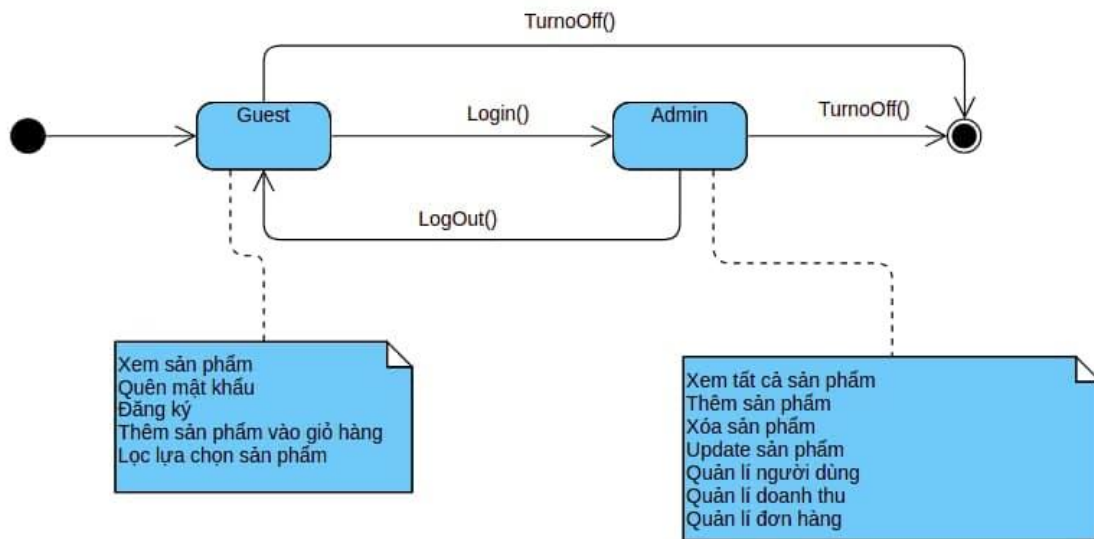 TurnoOff()
Guest
Login()
Admin
TurnoOff()
LogOut()
Xem sản phẩm
Quên mật khẩu
Đăng ký
Thêm sản phẩm vào giỏ hàng
Lọc lựa chọn sản phẩm
Xem tất cả sản phẩm
Thêm sản phẩm
Xóa sản phẩm
Update sản phẩm
Quản lí người dùng
Quản lí doanh thu
Quản lí đơn hàng